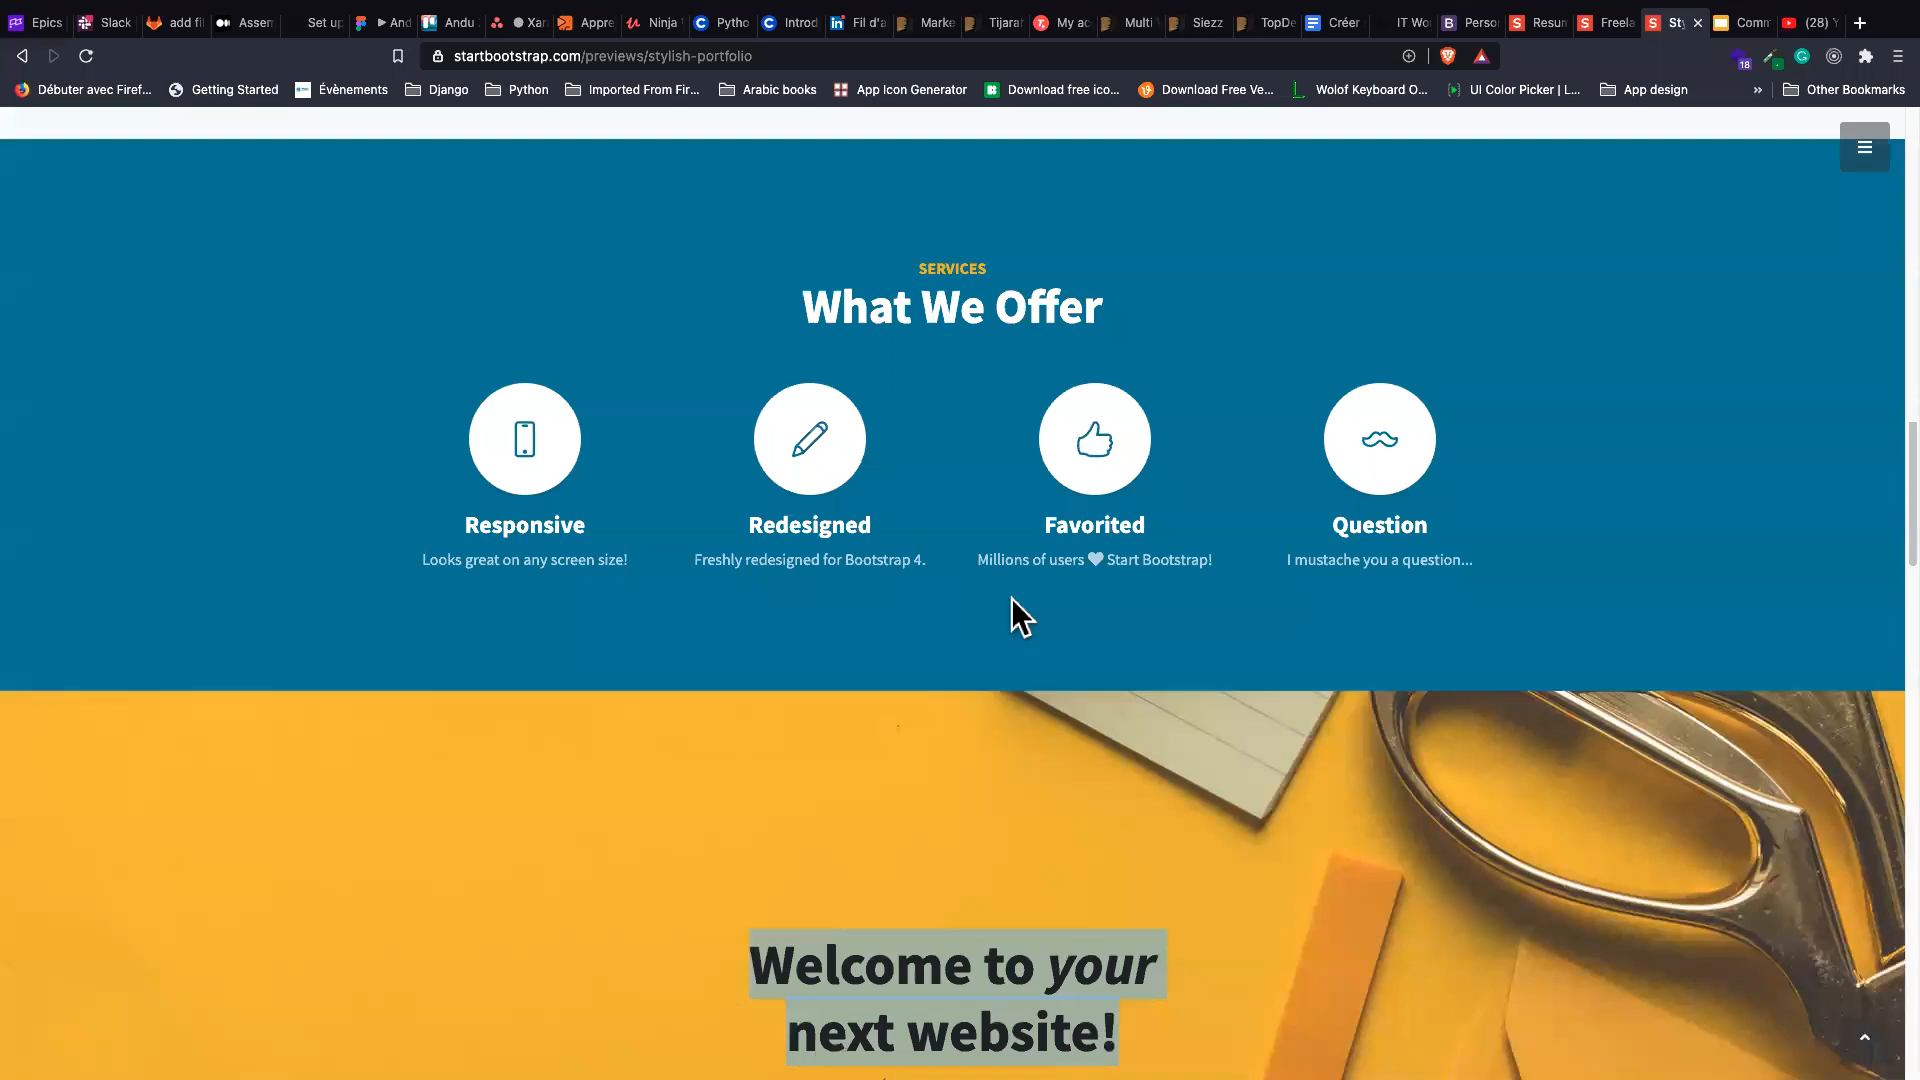 Epics
Slack
add fi
Assem
Set up
And
Andu
Xar
Appre
Ninja
Pytho
Introd
Fil d'a
Marke
Tijara
My ac
Multi
Siezz
TopDe
Créer
IT Wo
Perso
Resun
Freela
Sty
Comm
(28) Y
startbootstrap.com/previews/stylish-portfolio
18
Débuter avec Firef...
Getting Started
Évènements
Django
Python
Imported From Fir...
Arabic books
App Icon Generator
Download free ico...
Download Free Ve...
Wolof Keyboard O...
UI Color Picker | L...
App design
»
Other Bookmarks
SERVICES
What We Offer
Responsive
Looks great on any screen size!
Redesigned
Freshly redesigned for Bootstrap 4.
Favorited
Millions of users ♥ Start Bootstrap!
Question
I mustache you a question...
Welcome to your
next website!